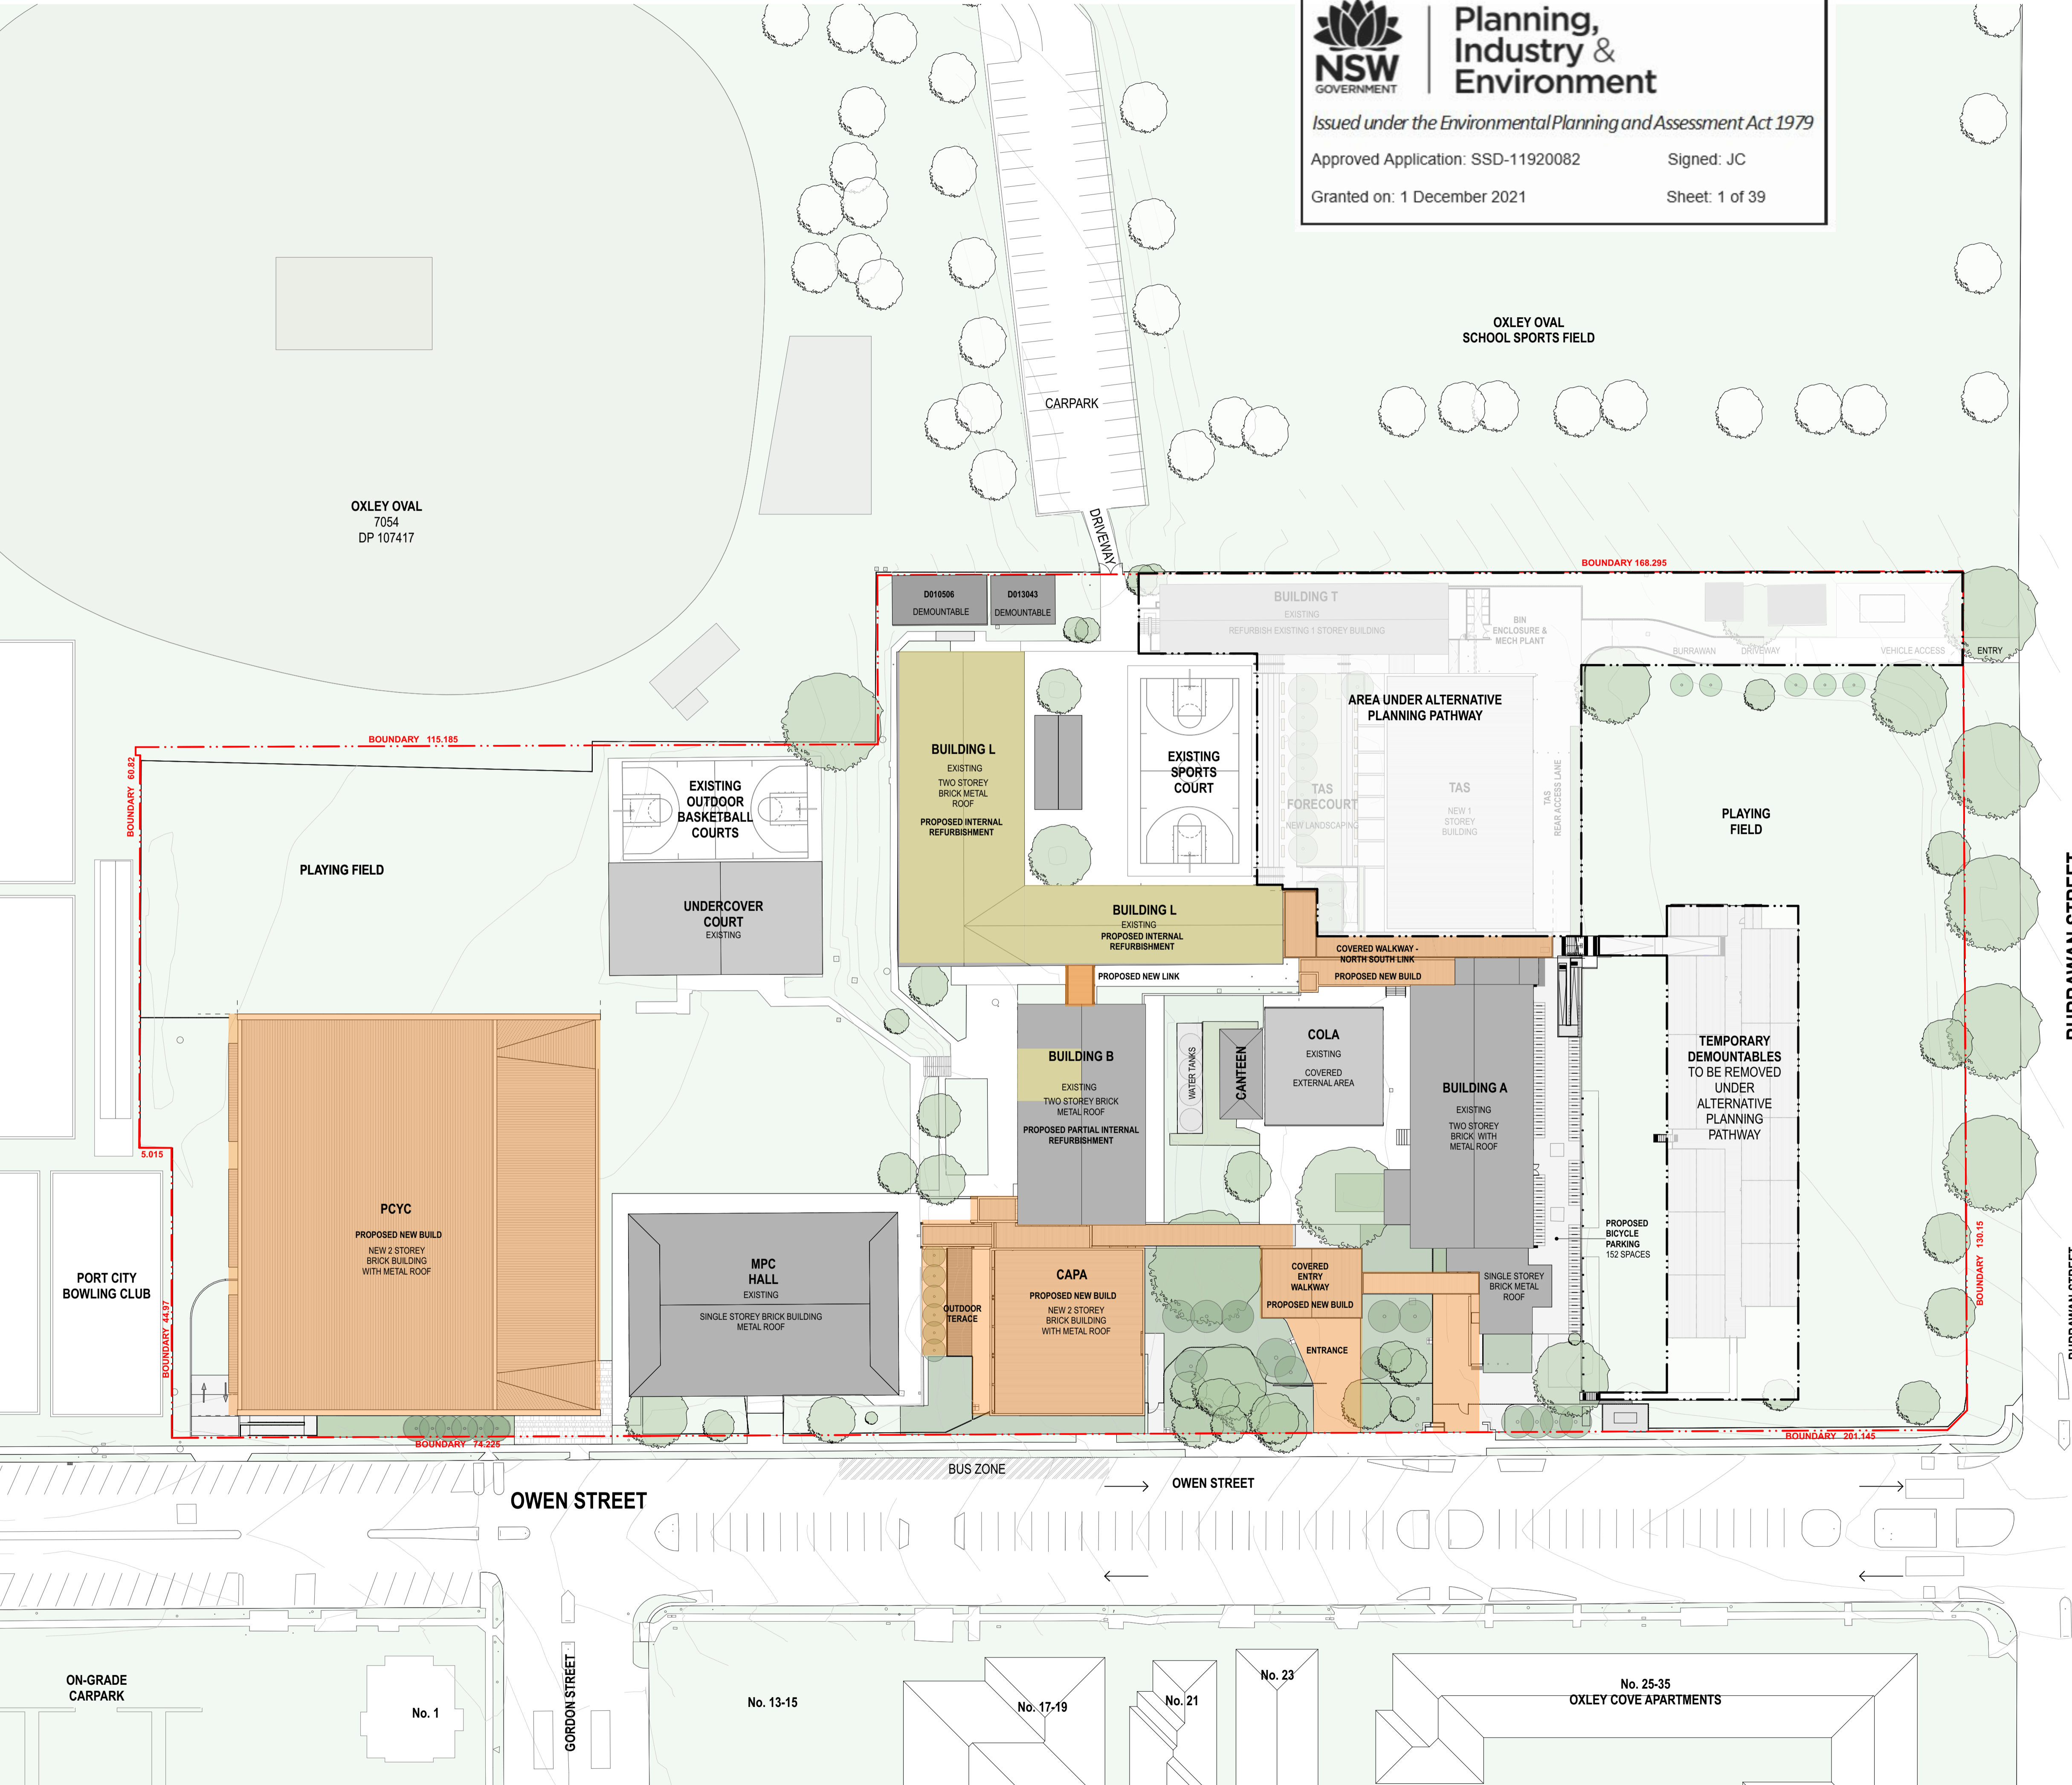 NSW
GOVERNMENT
Planning,
Industry &
Environment
Issued under the Environmental Planning and Assessment Act 1979
Approved Application: SSD-11920082
Signed: JC
Granted on: 1 December 2021
Sheet: 1 of 39
OXLEY OVAL
SCHOOL SPORTS FIELD
CARPARK
DRIVEWAY
OXLEY OVAL
7054
DP 107417
BOUNDARY 168.295
D010506
DEMOUNTABLE
D013043
DEMOUNTABLE
BUILDING T
EXISTING
REFURBISH EXISTING 1 STOREY BUILDING
BIN
ENCLOSURE &
MECH PLANT
BURRAWAN
DRIVEWAY
VEHICLE ACCESS
ENTRY
AREA UNDER ALTERNATIVE
PLANNING PATHWAY
BOUNDARY 115.185
BOUNDARY 60.82
BUILDING L
EXISTING
TWO STOREY
BRICK METAL
ROOF
PROPOSED INTERNAL
REFURBISHMENT
EXISTING
SPORTS
COURT
EXISTING
OUTDOOR
BASKETBALL
COURTS
TAS
FORECOURT
NEW LANDSCAPING
TAS
NEW 1
STOREY
BUILDING
TAS
REAR ACCESS LANE
PLAYING
FIELD
PLAYING FIELD
UNDERCOVER
COURT
EXISTING
BUILDING L
EXISTING
PROPOSED INTERNAL
REFURBISHMENT
COVERED WALKWAY -
NORTH SOUTH LINK
PROPOSED NEW BUILD
PROPOSED NEW LINK
BURRAWAN STREET
BUILDING B
EXISTING
TWO STOREY BRICK
METAL ROOF
PROPOSED PARTIAL INTERNAL
REFURBISHMENT
WATER TANKS
CANTEEN
COLA
EXISTING
COVERED
EXTERNAL AREA
BUILDING A
EXISTING
TWO STOREY
BRICK WITH
METAL ROOF
TEMPORARY
DEMOUNTABLES
TO BE REMOVED
UNDER
ALTERNATIVE
PLANNING
PATHWAY
5.015
PCYC
PROPOSED NEW BUILD
NEW 2 STOREY
BRICK BUILDING
WITH METAL ROOF
PROPOSED
BICYCLE
PARKING
152 SPACES
BOUNDARY 130.15
BURRAWAN STREET
PORT CITY
BOWLING CLUB
BOUNDARY 44.97
MPC
HALL
EXISTING
SINGLE STOREY BRICK BUILDING
METAL ROOF
OUTDOOR
TERACE
CAPA
PROPOSED NEW BUILD
NEW 2 STOREY
BRICK BUILDING
WITH METAL ROOF
COVERED
ENTRY
WALKWAY
PROPOSED NEW BUILD
ENTRANCE
SINGLE STOREY
BRICK METAL
ROOF
BOUNDARY 74.225
BOUNDARY 201.145
BUS ZONE
OWEN STREET
OWEN STREET
ON-GRADE
CARPARK
No. 1
GORDON STREET
No. 13-15
No. 17-19
No. 21
No. 23
No. 25-35
OXLEY COVE APARTMENTS